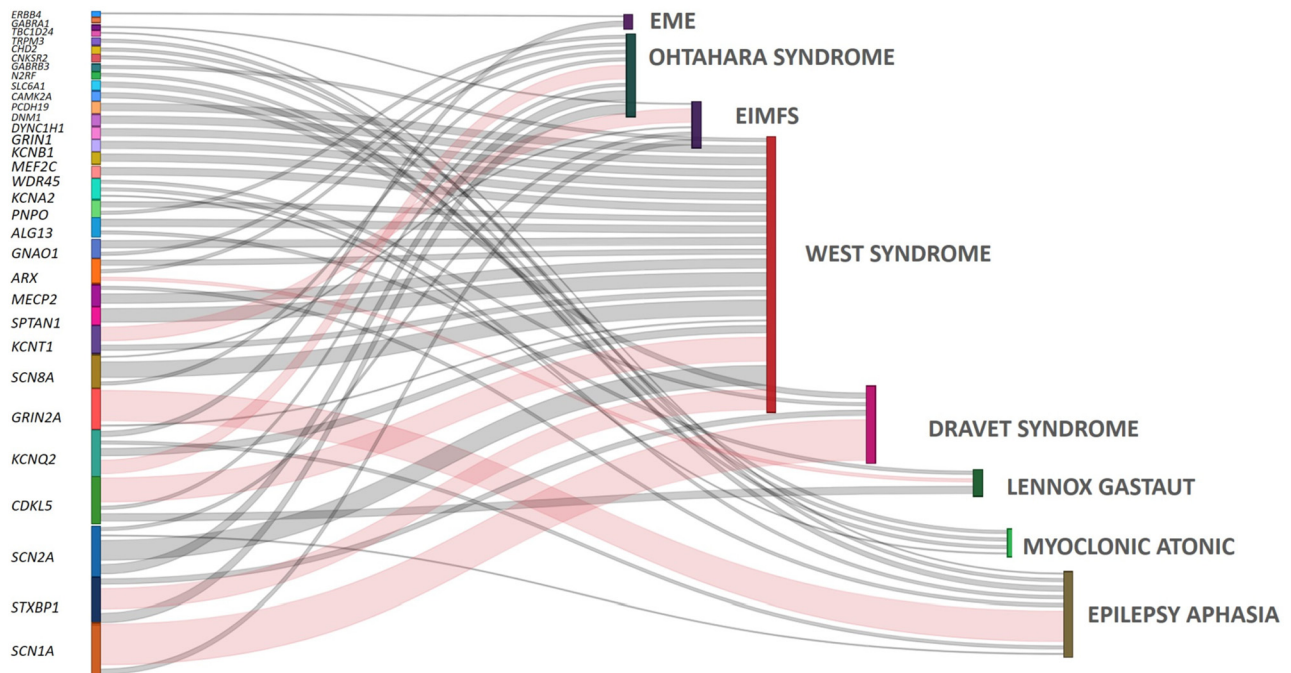 ERBB4
GABRA1
TBC1D24
TRPM3
CHD2
CNKSR2
GABRB3
N2RF
SLC6A1
CAMK2A
PCDH19
DNM1
DYNC1H1
GRIN1
KCNB1
MEF2C
WDR45
KCNA2
PNPO
ALG13
GNAO1
ARX
MECP2
SPTAN1
KCNT1
SCN8A
GRIN2A
KCNQ2
CDKL5
SCN2A
STXBP1
SCN1A
EME
OHTAHARA SYNDROME
EIMFS
WEST SYNDROME
DRAVET SYNDROME
LENNOX GASTAUT
MYOCLONIC ATONIC
EPILEPSY APHASIA